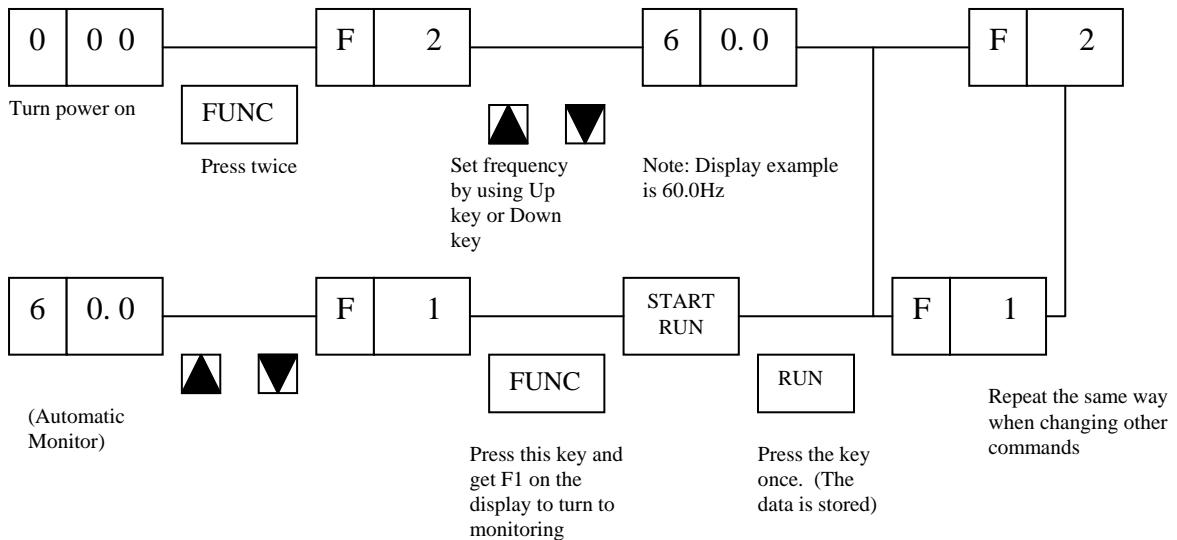 0 0 0
F 2
6 0.0
F 2
Turn power on
FUNC
Press twice
Set frequency
by using Up
key or Down
key
Note: Display example
is 60.0Hz
6 0.0
F 1
START
RUN
F 1
(Automatic
Monitor)
FUNC
Press this key and
get F1 on the
display to turn to
monitoring
RUN
Press the key
once. (The
data is stored)
Repeat the same way
when changing other
commands